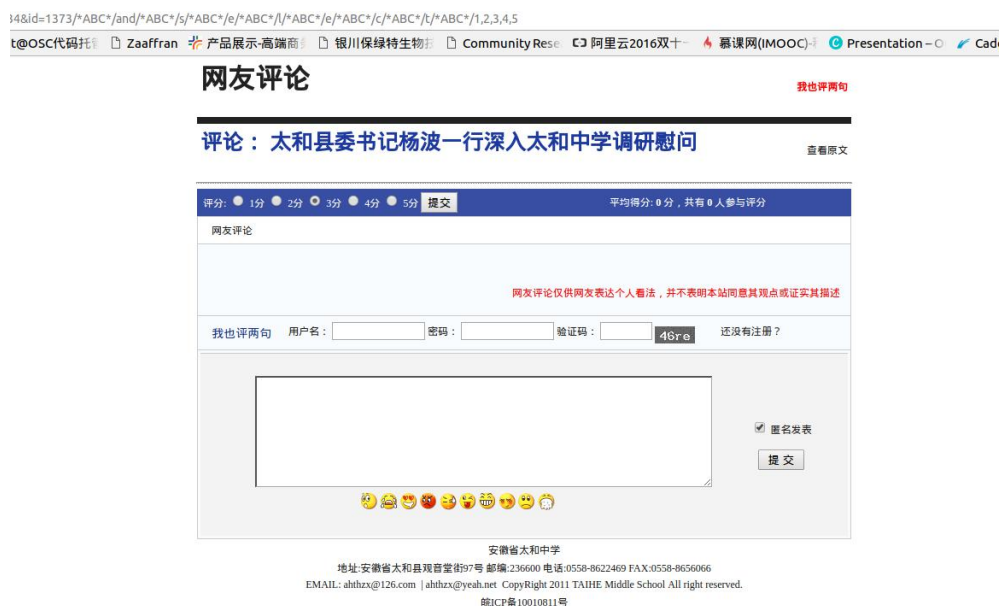 34&id=1373/*ABC*/and/*ABC*/s/*ABC*/e/*ABC*/l/*ABC*/e/*ABC*/c/*ABC*/t/*ABC*/1,2,3,4,5
t@OSC代码托 Zaaffran 产品展示-高端商 银川保绿特生物 Community Rese 阿里云2016双十一 慕课网(IMOOC)- Presentation – O Cade
网友评论
我也评两句
评论： 太和县委书记杨波一行深入太和中学调研慰问
查看原文
评分: 1分 2分 3分 4分 5分 提交 平均得分: 0 分，共有 0 人参与评分
网友评论
网友评论仅供网友表达个人看法，并不表明本站同意其观点或证实其描述
我也评两句 用户名： 密码： 验证码： 46re 还没有注册？
匿名发表
提 交
安徽省太和中学
地址:安徽省太和县观音堂街97号 邮编:236600 电话:0558-8622469 FAX:0558-8656066
EMAIL: ahthzx@126.com | ahthzx@yeah.net CopyRight 2011 TAIHE Middle School All right reserved.
皖ICP备10010811号